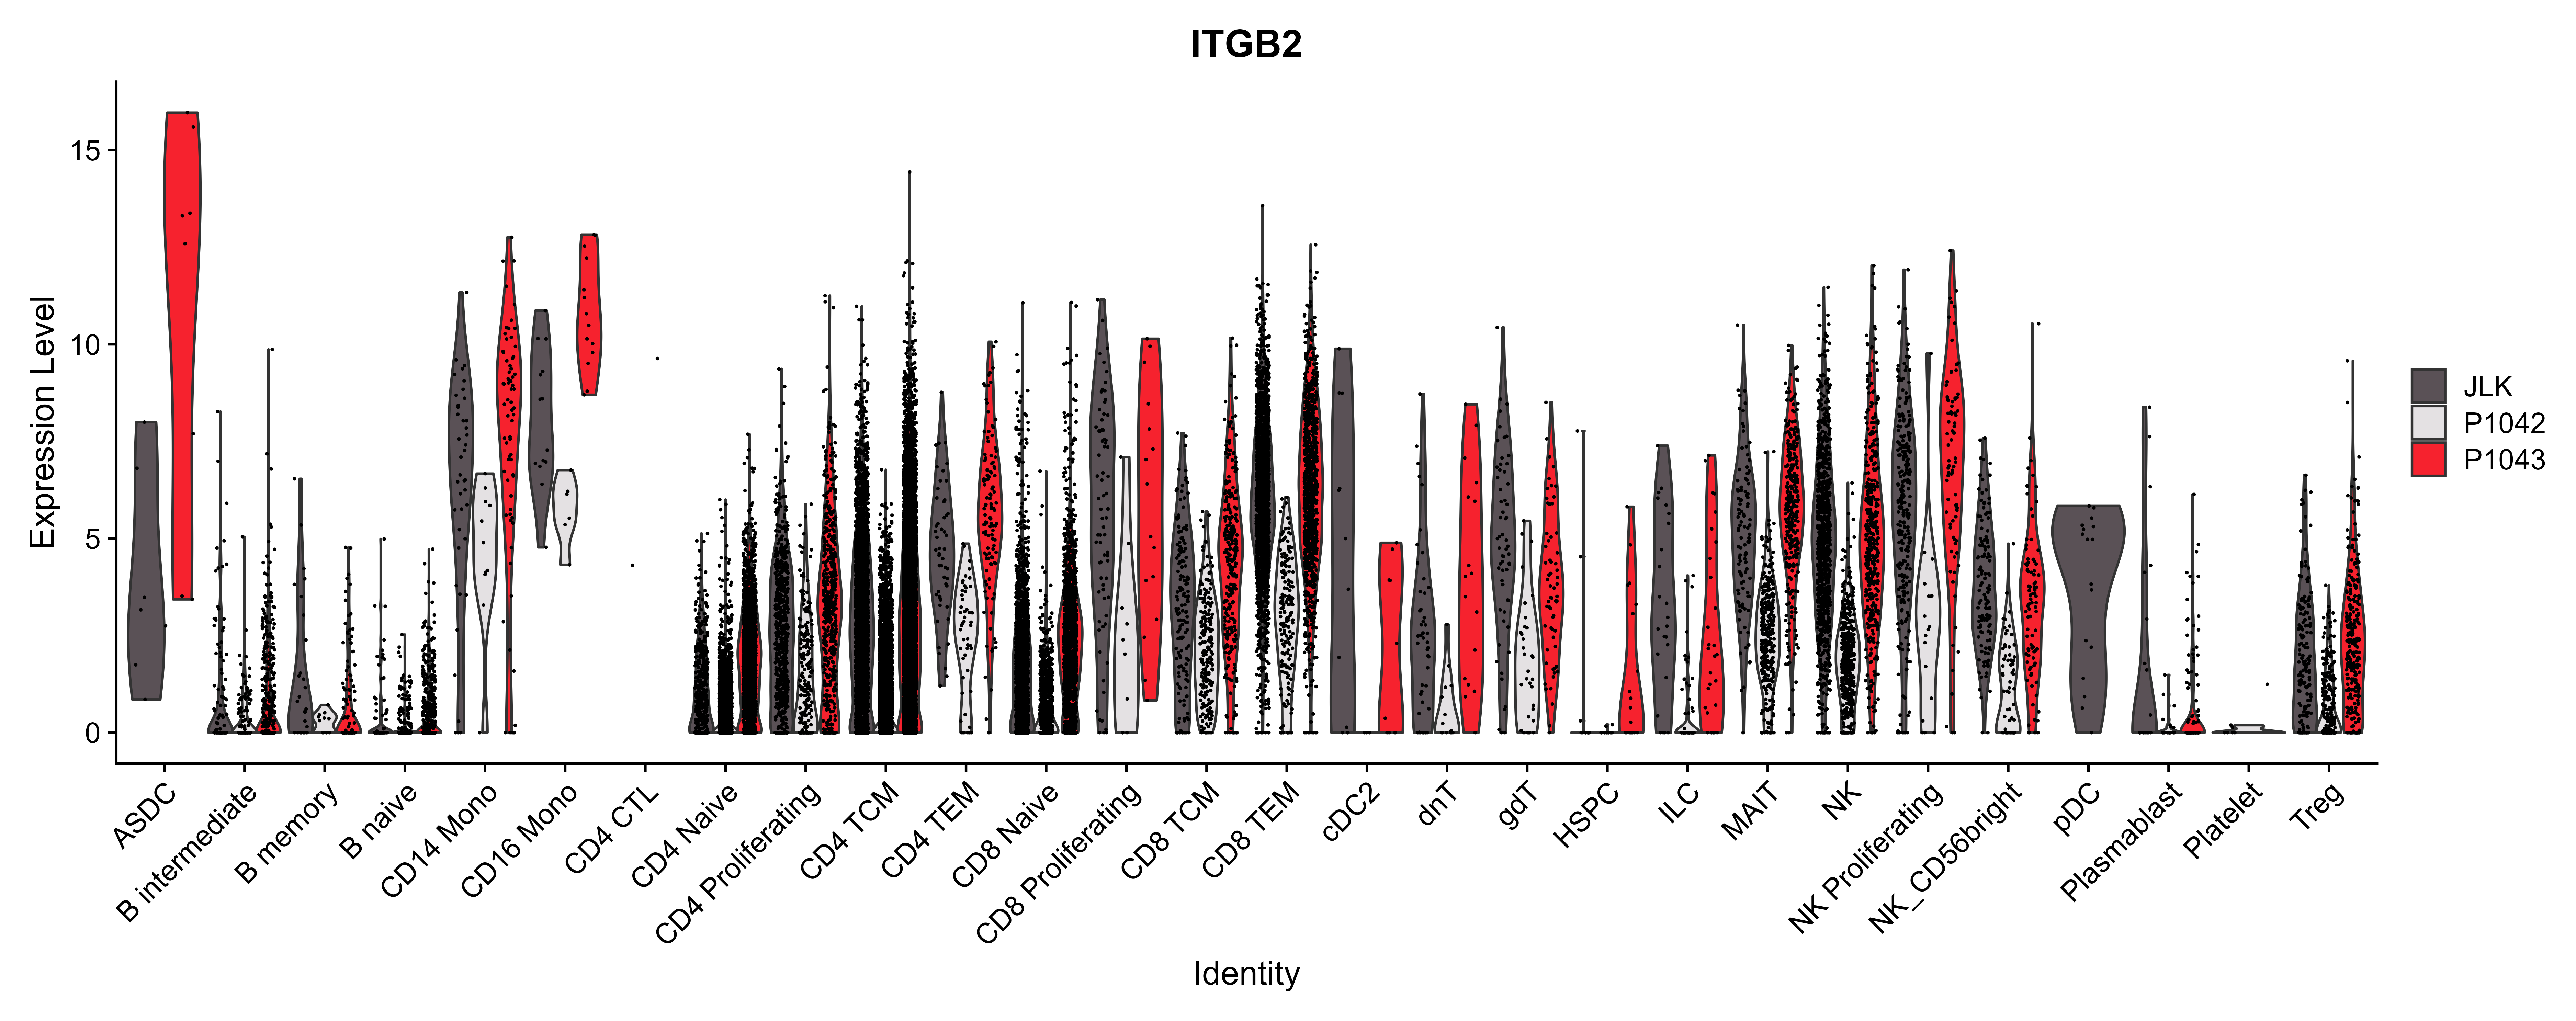 ITGB2
Expression Level
15
10
5
0
ASDC
B intermediate
B memory
B naive
CD14 Mono
CD16 Mono
CD4 CTL
CD4 Naive
CD4 Proliferating
CD4 TCM
CD4 TEM
CD8 Naive
CD8 Proliferating
CD8 TCM
CD8 TEM
cDC2
dnT
gdT
HSPC
ILC
MAIT
NK
NK Proliferating
NK_CD56bright
pDC
Plasmablast
Platelet
Treg
Identity
JLK
P1042
P1043